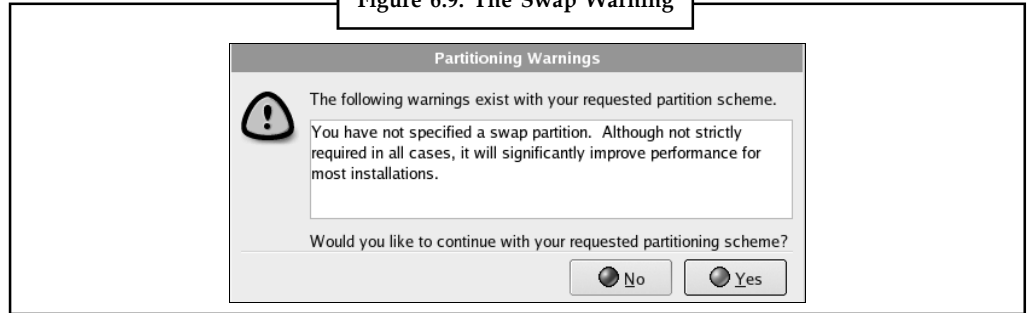 Figure 6.9: The Swap Warning
Partitioning Warnings
The following warnings exist with your requested partition scheme.
You have not specified a swap partition. Although not strictly
required in all cases, it will significantly improve performance for
most installations.
Would you like to continue with your requested partitioning scheme?
No
Yes